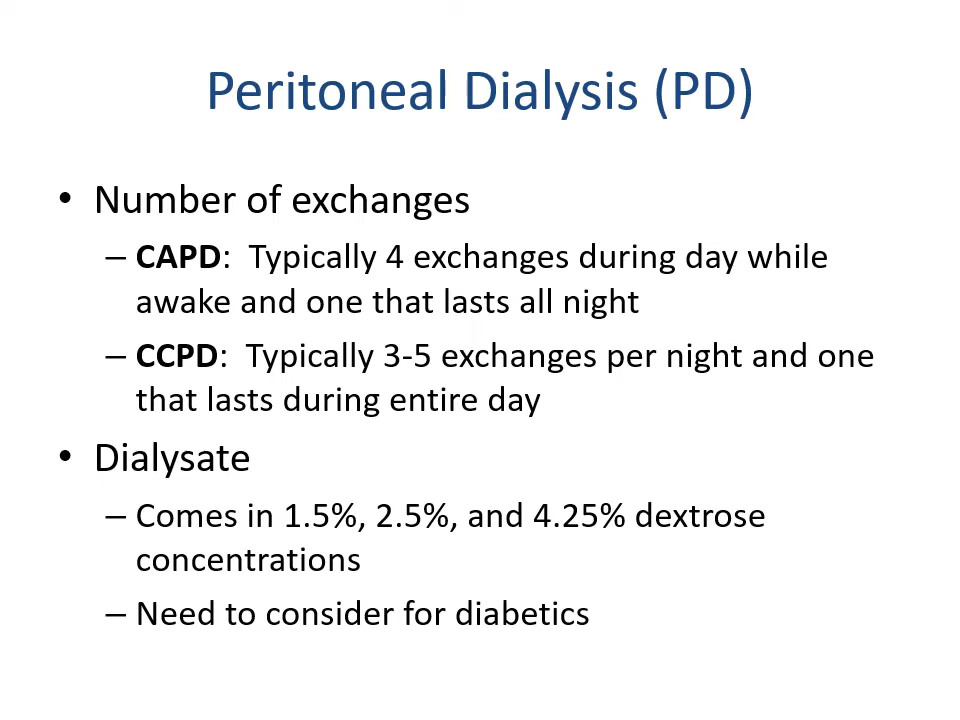 Peritoneal Dialysis (PD)
• Number of exchanges
– CAPD:  Typically 4 exchanges during day while
awake and one that lasts all night
– CCPD:  Typically 3-5 exchanges per night and one
that lasts during entire day
• Dialysate
– Comes in 1.5%, 2.5%, and 4.25% dextrose
concentrations
– Need to consider for diabetics